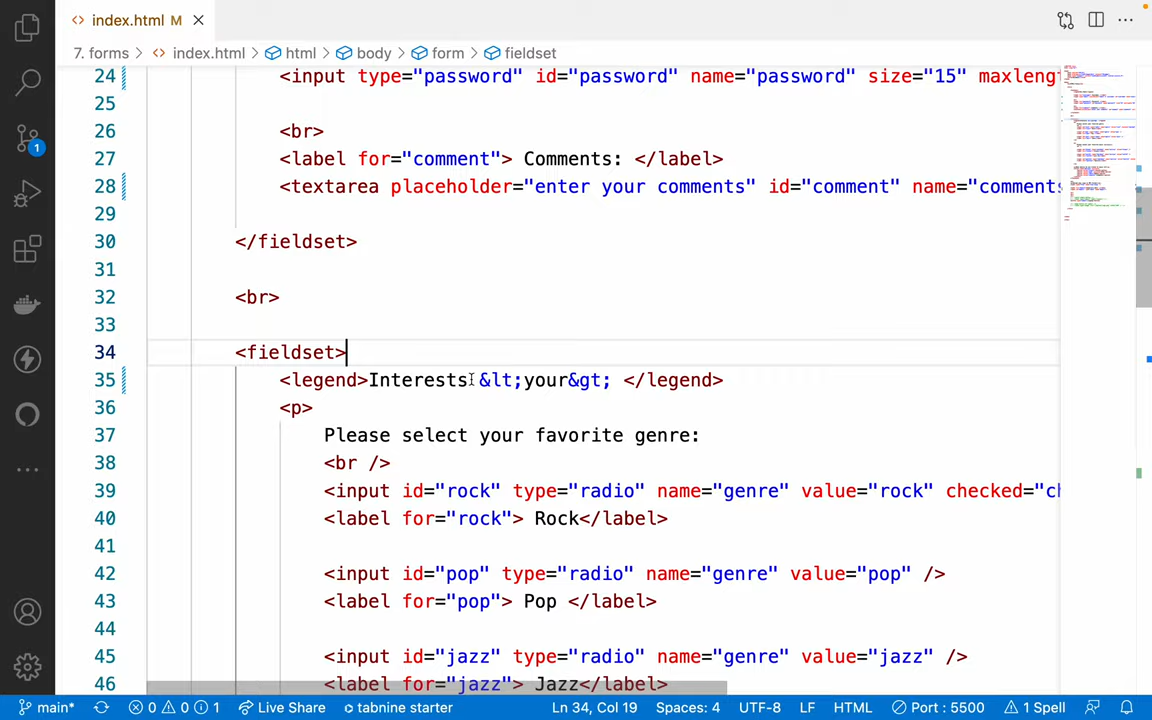 index.html M
7. forms > index.html > html > body > form > fieldset
24 <input type="password" id="password" name="password" size="15" maxlengt
25
26 <br>
27 <label for="comment"> Comments: </label>
28 <textarea placeholder="enter your comments" id="comment" name="comments
29
30 </fieldset>
31
32 <br>
33
34 <fieldset>
35 <legend>Interests &lt;your&gt; </legend>
36 <p>
37 Please select your favorite genre:
38 <br />
39 <input id="rock" type="radio" name="genre" value="rock" checked="ch
40 <label for="rock"> Rock</label>
41
42 <input id="pop" type="radio" name="genre" value="pop" />
43 <label for="pop"> Pop </label>
44
45 <input id="jazz" type="radio" name="genre" value="jazz" />
46 <label for="jazz"> Jazz</label>
1
main* 0 0 1 Live Share tabnine starter Ln 34, Col 19 Spaces: 4 UTF-8 LF HTML Port : 5500 1 Spell